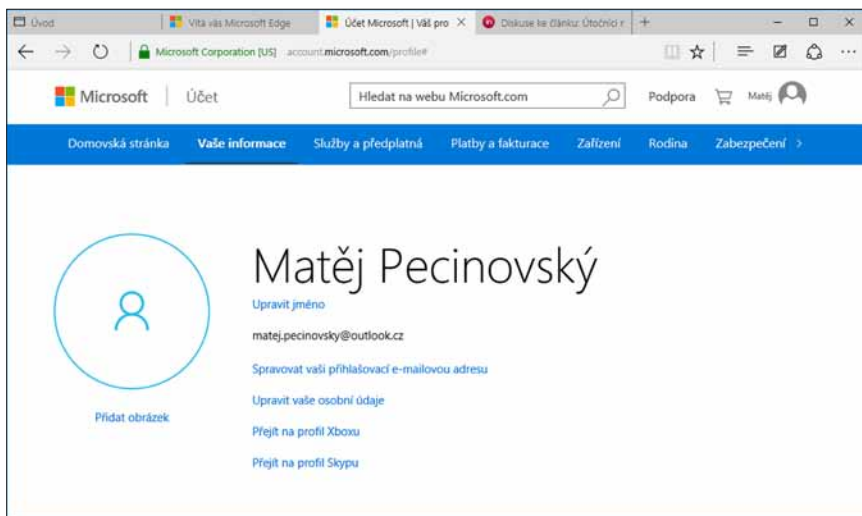 Úvod Vítá vás Microsoft Edge Účet Microsoft | Váš pro Diskuse ke článku: Útočníci r
Microsoft Corporation [US] account.microsoft.com/profile#
Microsoft Účet Hledat na webu Microsoft.com Podpora Matěj
Domovská stránka Vaše informace Služby a předplatná Platby a fakturace Zařízení Rodina Zabezpečení
Matěj Pecinovský
Upravit jméno
matej.pecinovsky@outlook.cz
Spravovat vaši přihlašovací e-mailovou adresu
Upravit vaše osobní údaje
Přidat obrázek
Přejít na profil Xboxu
Přejít na profil Skypu